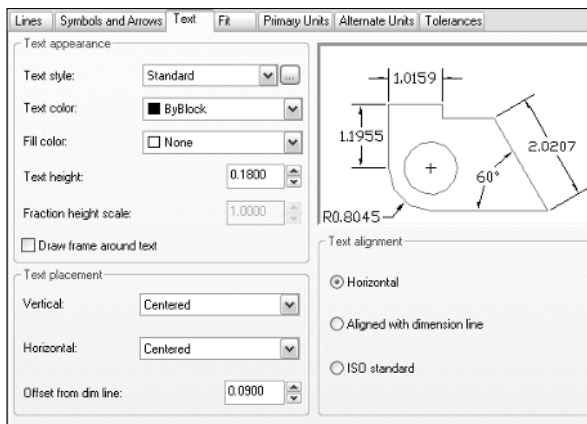 Lines Symbols and Arrows Text Fit Primary Units Alternate Units Tolerances
Text appearance
Text style: Standard ...
Text color: ByBlock
Fill color: None
Text height: 0.1800
Fraction height scale: 1.0000
Draw frame around text
Text placement
Vertical: Centered
Horizontal: Centered
Offset from dim line: 0.0900
1.0159
1.1955
2.0207
60°
R0.8045
Text alignment
Horizontal
Aligned with dimension line
ISO standard